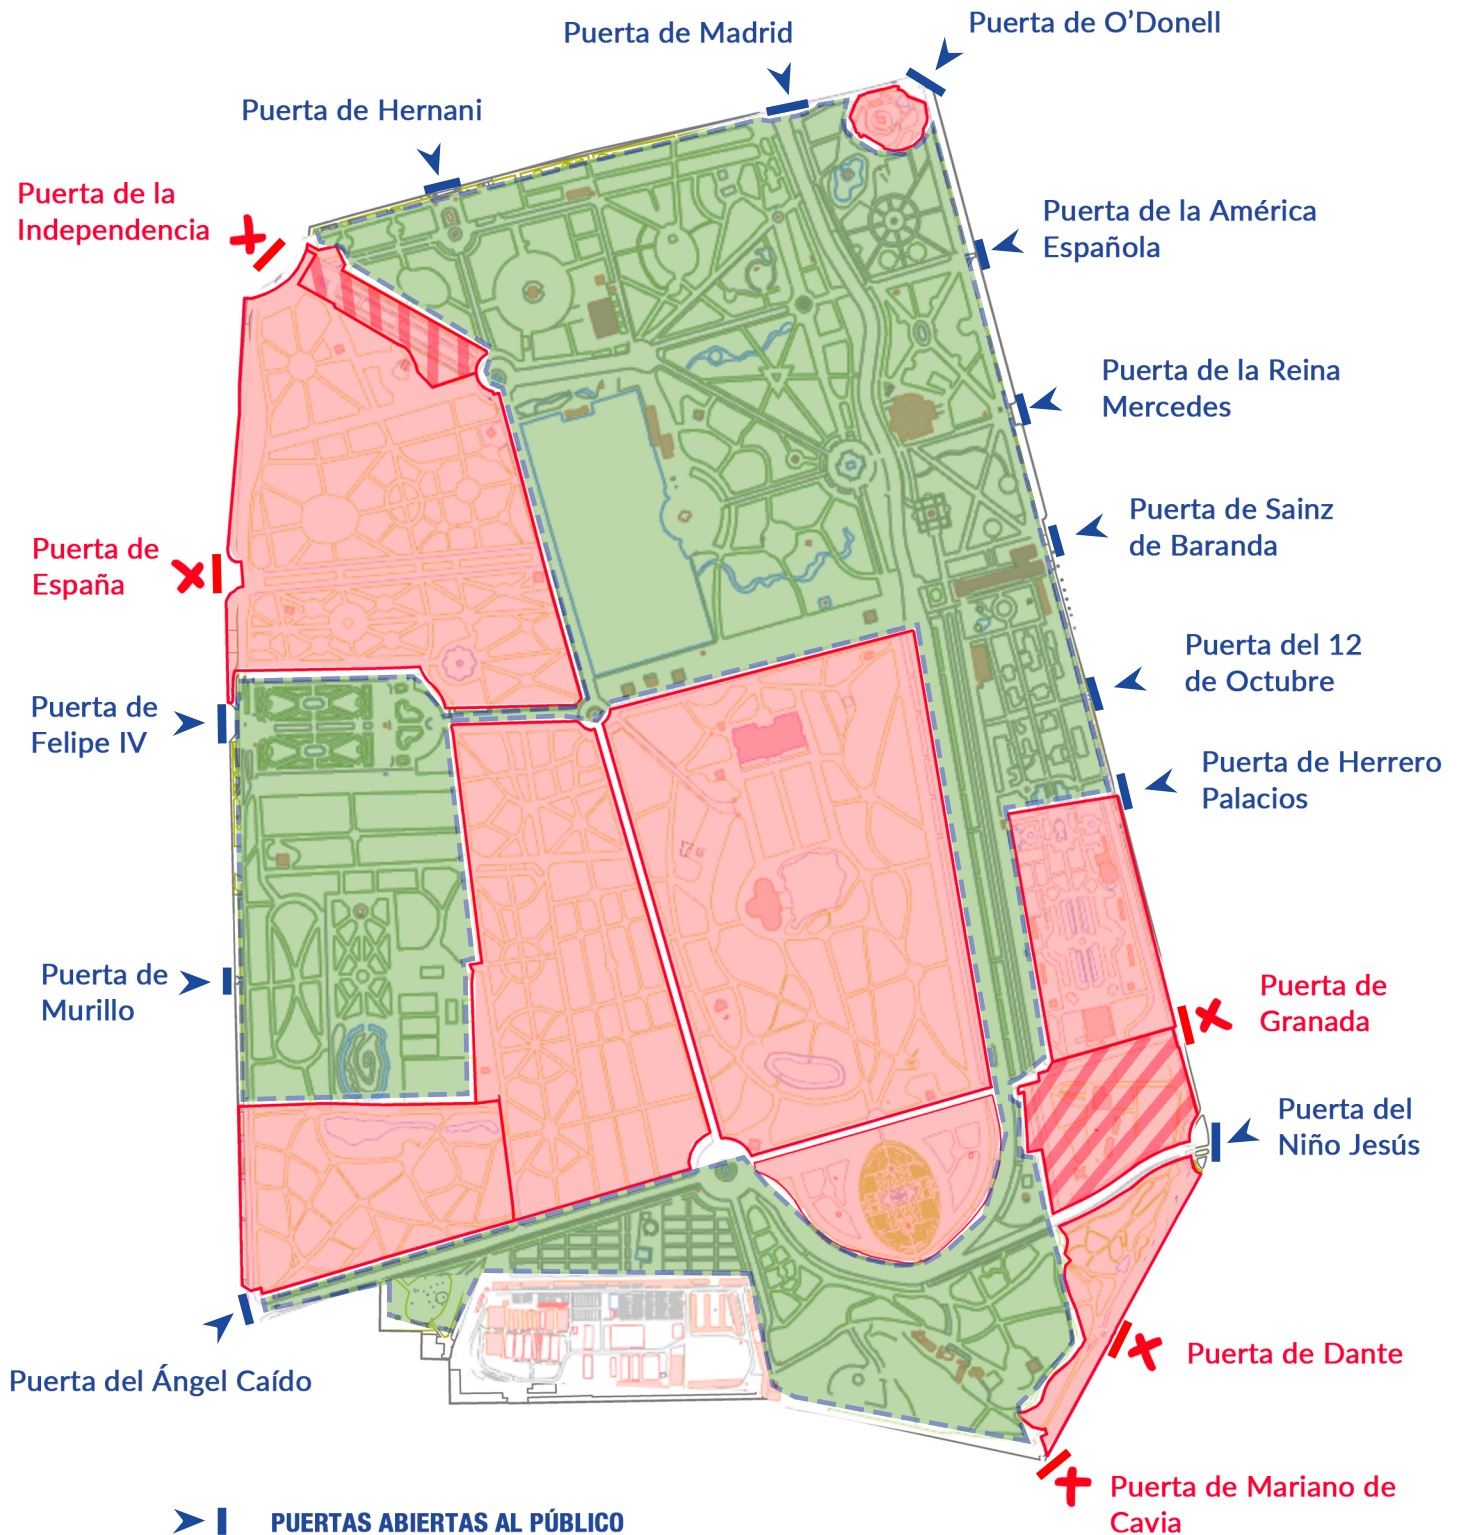 Puerta de O’Donell
Puerta de Madrid
Puerta de Hernani
Puerta de la
Independencia
Puerta de la América
Española
Puerta de la Reina
Mercedes
Puerta de Sainz
de Baranda
Puerta de
España
Puerta del 12
de Octubre
Puerta de
Felipe IV
Puerta de Herrero
Palacios
Puerta de
Murillo
Puerta de
Granada
Puerta del
Niño Jesús
Puerta de Dante
Puerta del Ángel Caído
Puerta de Mariano de
Cavia
PUERTAS ABIERTAS AL PÚBLICO